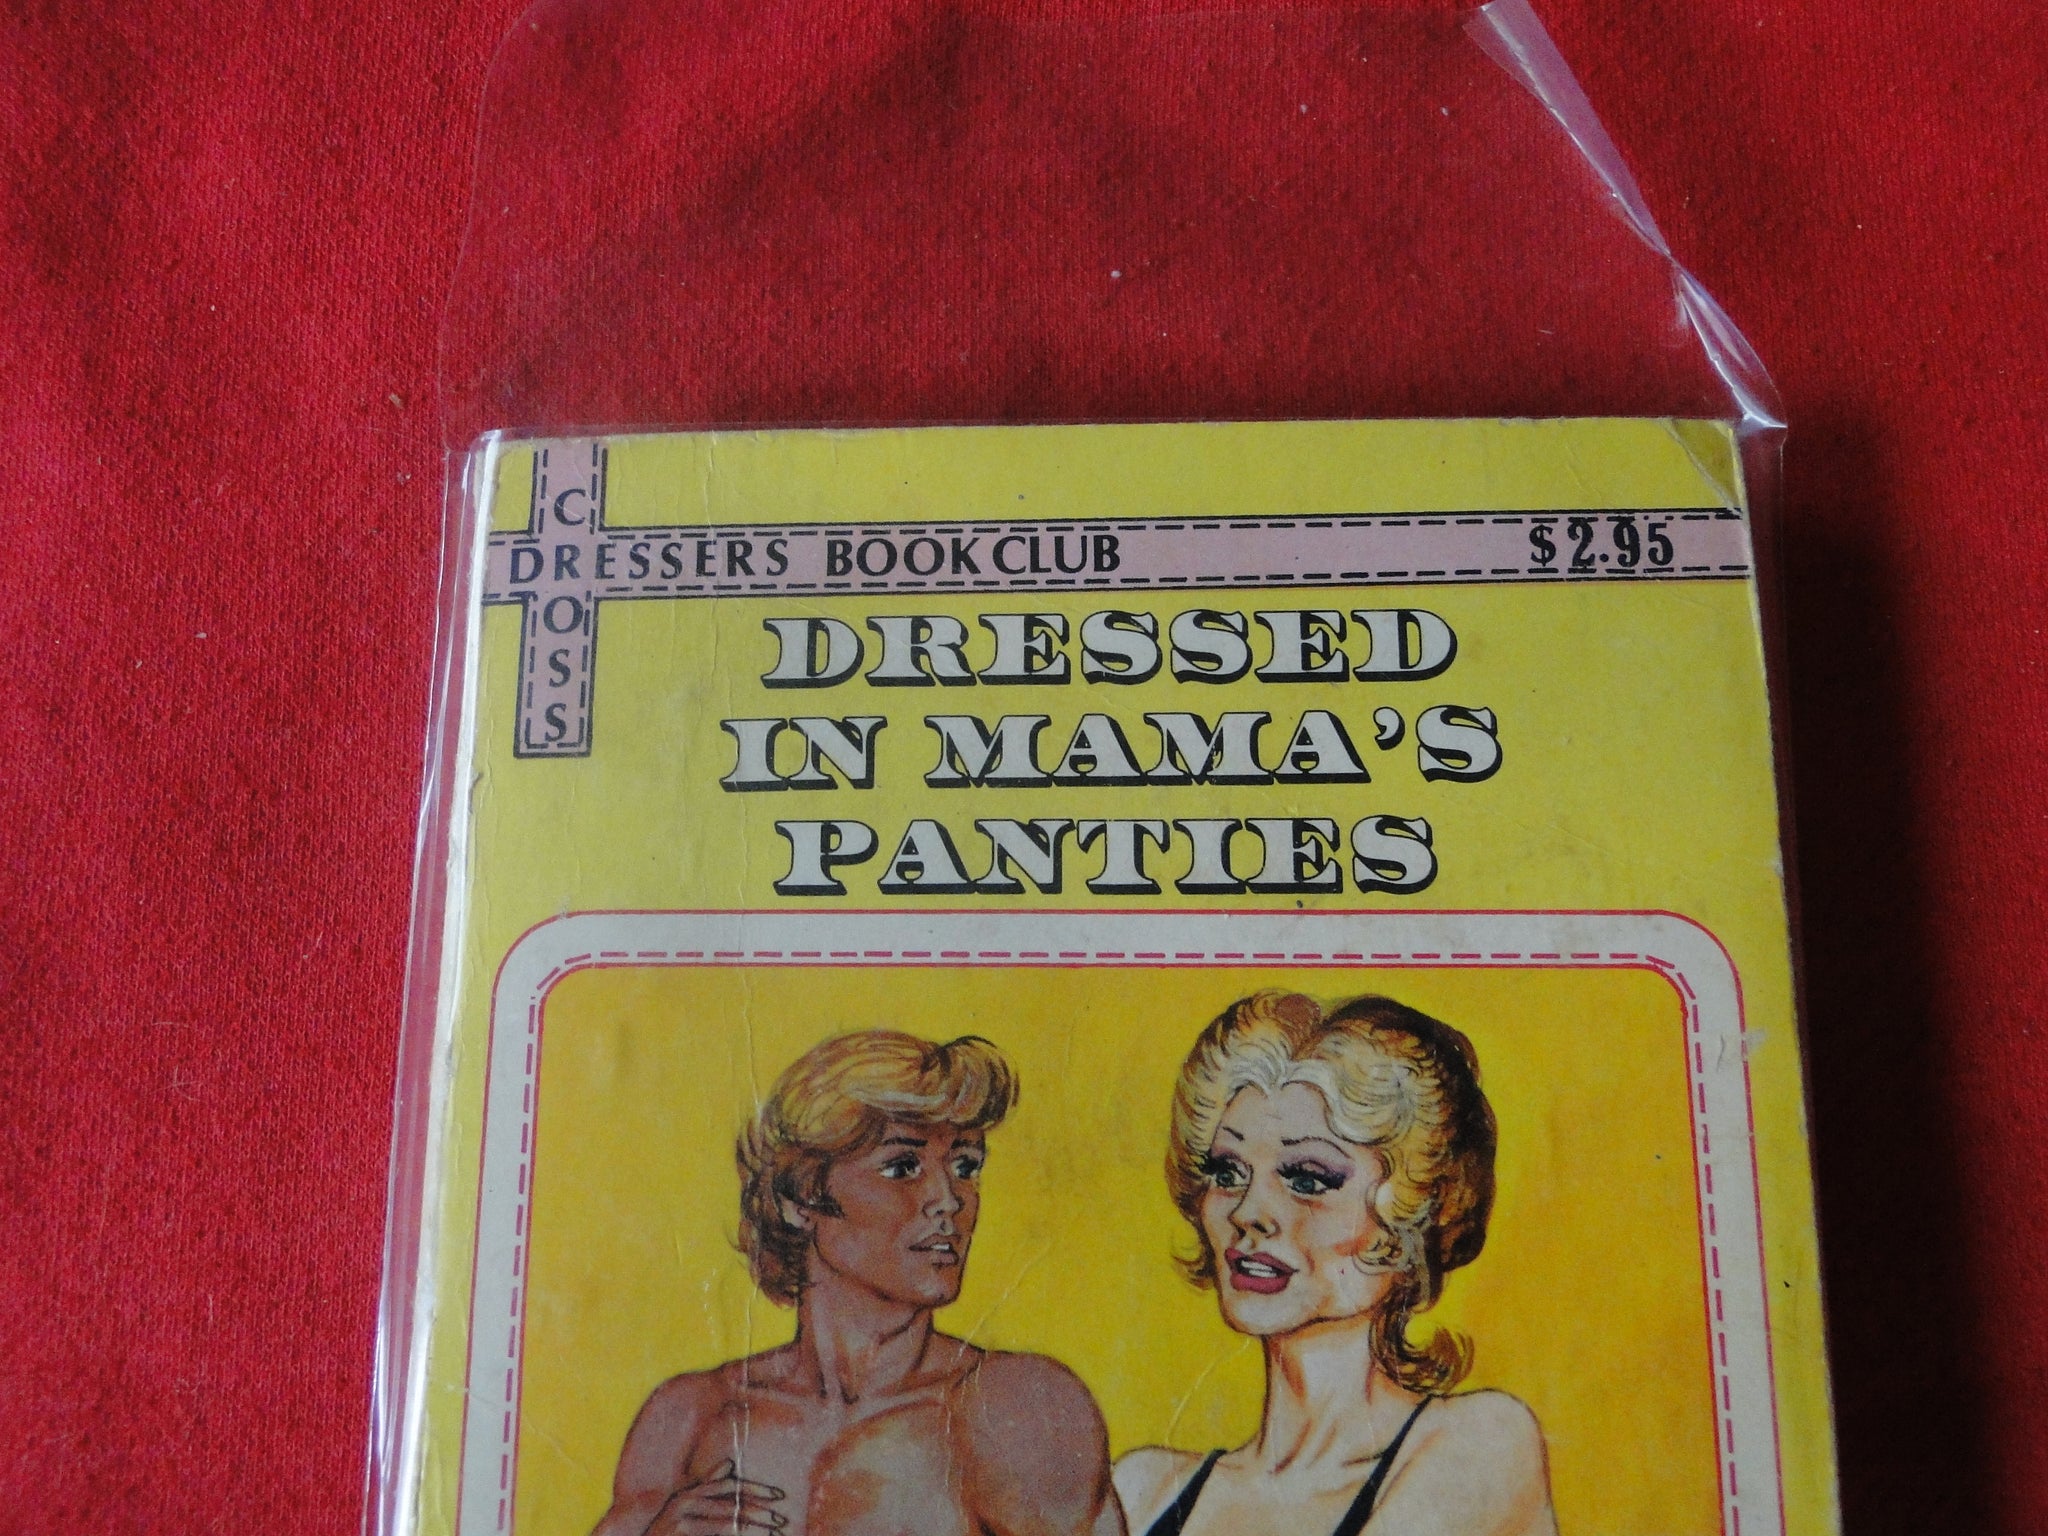 CROSS
DRESSERS BOOK CLUB $2.95
DRESSED
IN MAMA'S
PANTIES